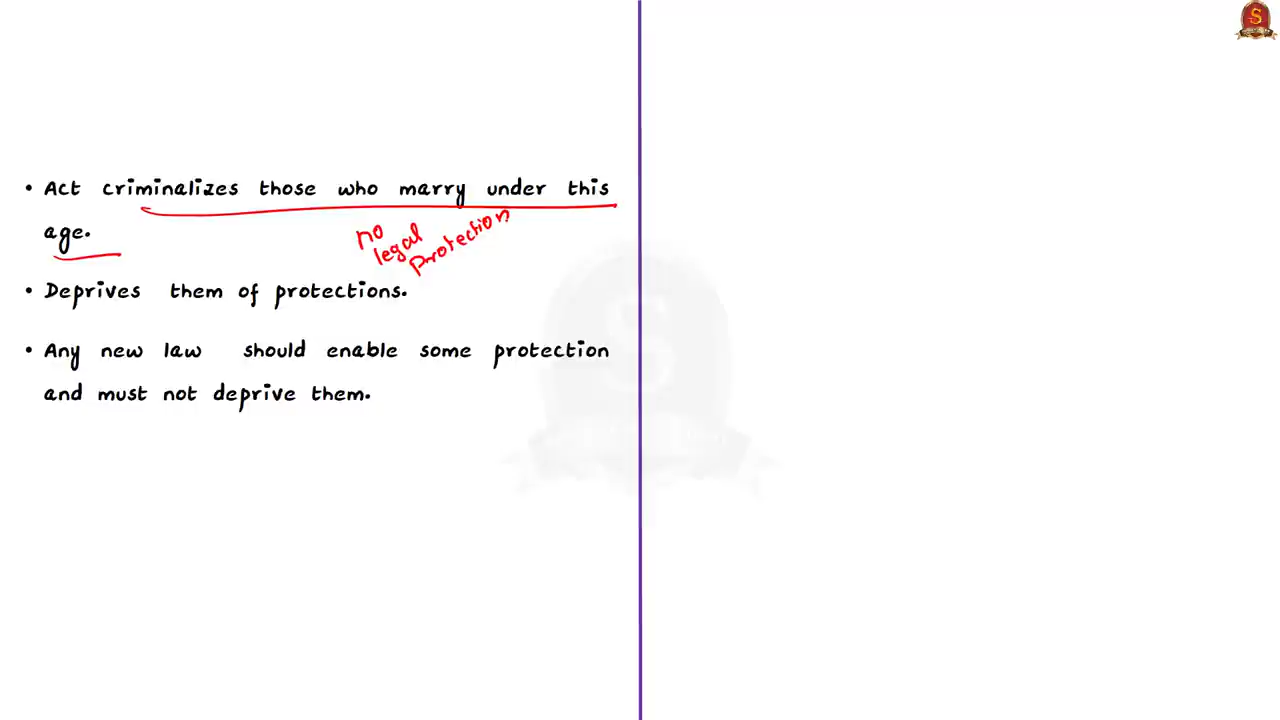 • Act criminalizes those who marry under this
age.
no
legal
protection
• Deprives them of protections.
• Any new law should enable some protection
and must not deprive them.
S